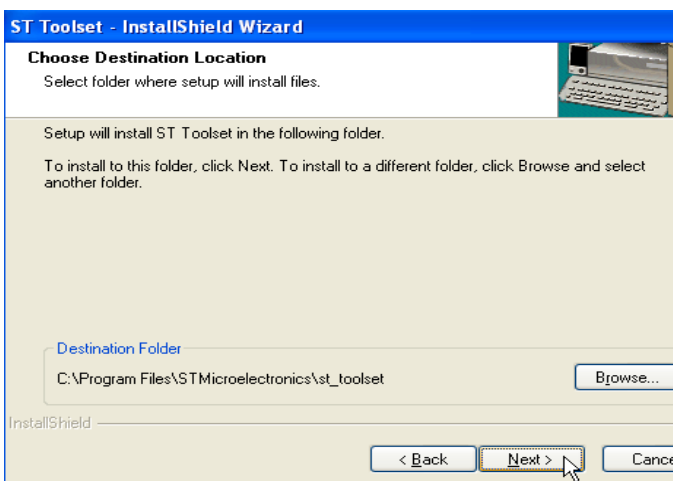 ST Toolset - InstallShield Wizard
Choose Destination Location
Select folder where setup will install files.
Setup will install ST Toolset in the following folder.
To install to this folder, click Next. To install to a different folder, click Browse and select
another folder.
Destination Folder
C:\Program Files\STMicroelectronics\st_toolset
Browse...
InstallShield
< Back Next > Cance